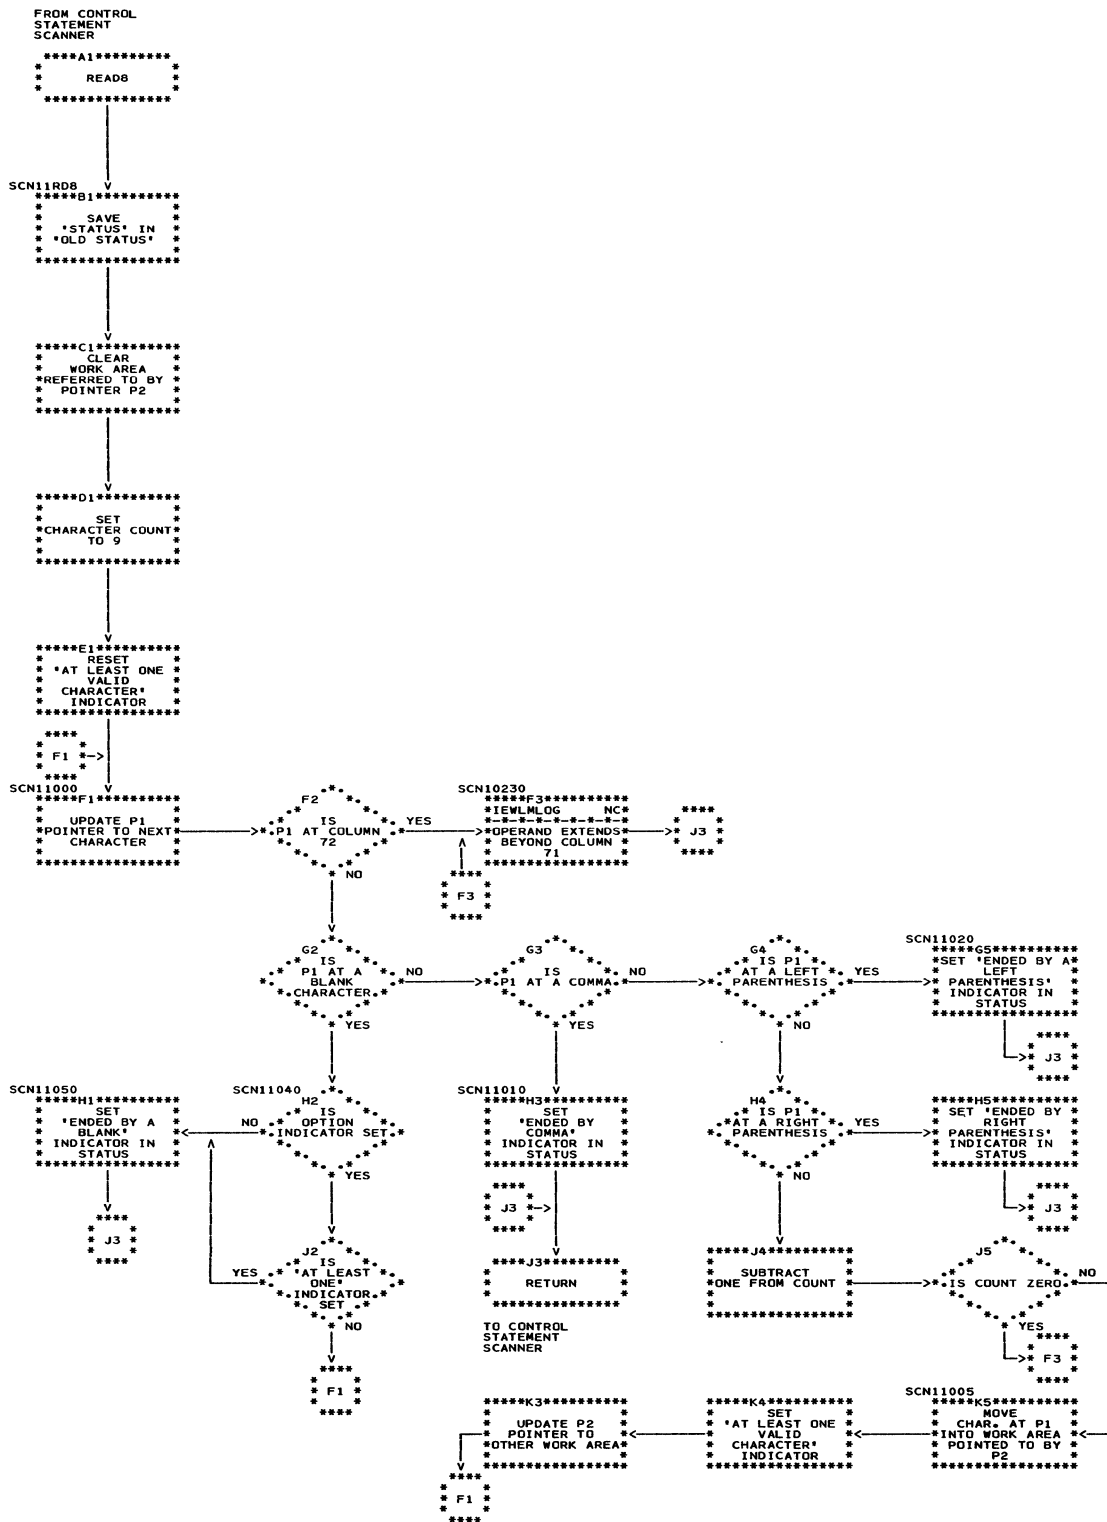 FROM CONTROL
STATEMENT
SCANNER
A1
READ8
SCN11RD8
B1
SAVE
'STATUS' IN
'OLD STATUS'
C1
CLEAR
WORK AREA
REFERRED TO BY
POINTER P2
D1
SET
CHARACTER COUNT
TO 9
E1
RESET
'AT LEAST ONE
VALID
CHARACTER'
INDICATOR
F1
SCN11000
F1
UPDATE P1
POINTER TO NEXT
CHARACTER
F2
IS
P1 AT COLUMN
72
YES
NO
SCN10230
F3
IEWLMLOG NC
OPERAND EXTENDS
BEYOND COLUMN
71
J3
F3
G2
IS
P1 AT A
BLANK
CHARACTER
NO
YES
G3
IS
P1 AT A COMMA
NO
YES
G4
IS P1
AT A LEFT
PARENTHESIS
YES
NO
SCN11020
G5
SET 'ENDED BY A
LEFT
PARENTHESIS'
INDICATOR IN
STATUS
J3
SCN11050
H1
SET
'ENDED BY A
BLANK'
INDICATOR IN
STATUS
J3
SCN11040
H2
IS
OPTION
INDICATOR SET
NO
YES
SCN11010
H3
SET
'ENDED BY
COMMA'
INDICATOR IN
STATUS
J3
H4
IS P1
AT A RIGHT
PARENTHESIS
YES
NO
H5
SET 'ENDED BY
RIGHT
PARENTHESIS'
INDICATOR IN
STATUS
J3
J2
IS
'AT LEAST
ONE'
INDICATOR
SET
YES
NO
F1
J3
RETURN
TO CONTROL
STATEMENT
SCANNER
J4
SUBTRACT
ONE FROM COUNT
J5
IS COUNT ZERO
NO
YES
F3
K3
UPDATE P2
POINTER TO
OTHER WORK AREA
F1
K4
SET
'AT LEAST ONE
VALID
CHARACTER'
INDICATOR
SCN11005
K5
MOVE
CHAR. AT P1
INTO WORK AREA
POINTED TO BY
P2